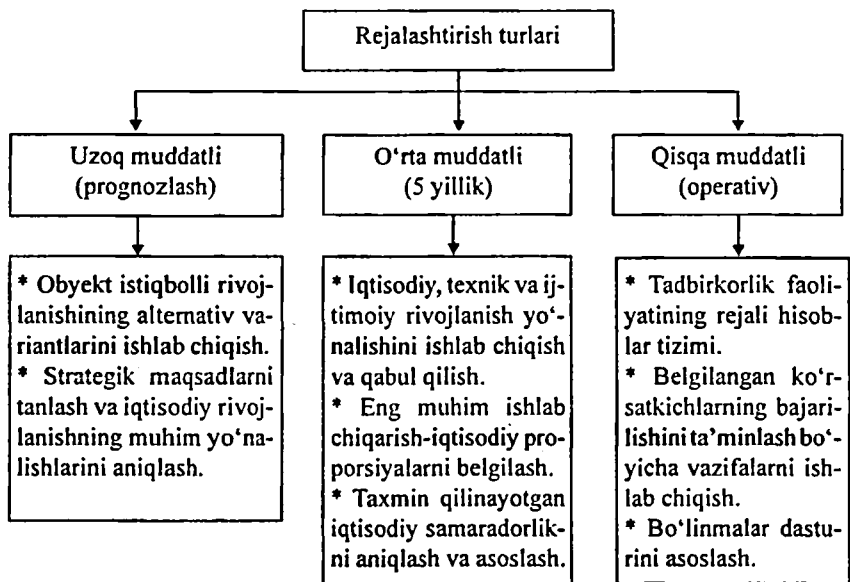 Rejalashtirish turlari
Uzoq muddatli
(prognozlash)
O‘rta muddatli
(5 yillik)
Qisqa muddatli
(operativ)
* Obyekt istiqbolli rivoj-
lanishining alternativ va-
riantlarini ishlab chiqish.
* Strategik maqsadlarni
tanlash va iqtisodiy rivoj-
lanishning muhim yo‘na-
lishlarini aniqlash.
* Iqtisodiy, texnik va ij-
timoiy rivojlanish yo‘-
nalishini ishlab chiqish
va qabul qilish.
* Eng muhim ishlab
chiqarish-iqtisodiy pro-
porsiyalarni belgilash.
* Taxmin qilinayotgan
iqtisodiy samaradorlik-
ni aniqlash va asoslash.
* Tadbirkorlik faoli-
yatining rejali hisob-
lar tizimi.
* Belgilangan ko‘r-
satkichlarning bajari-
lishini ta’minlash bo‘-
yicha vazifalarni ish-
lab chiqish.
* Bo‘linmalar dastu-
rini asoslash.